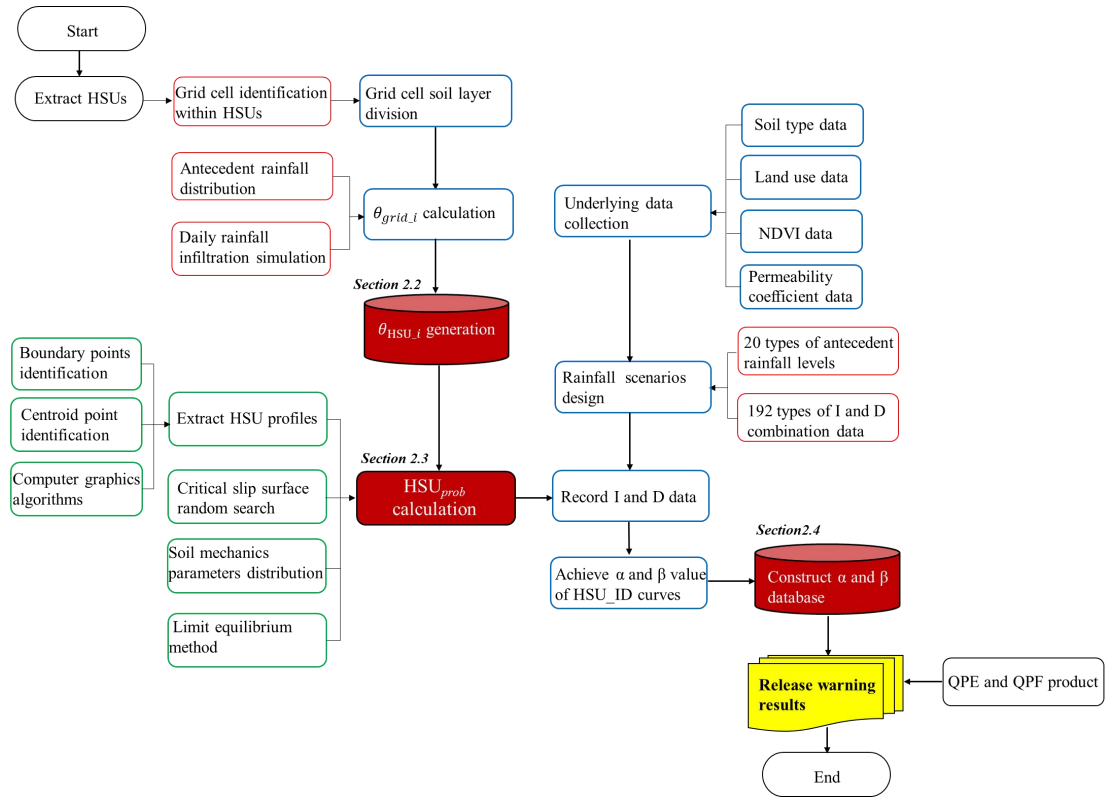 Start
Extract HSUs
Grid cell identification
within HSUs
Grid cell soil layer
division
Antecedent rainfall
distribution
Daily rainfall
infiltration simulation
θgrid_i calculation
Section 2.2
θHSU_i generation
Boundary points
identification
Centroid point
identification
Computer graphics
algorithms
Extract HSU profiles
Critical slip surface
random search
Soil mechanics
parameters distribution
Limit equilibrium
method
Section 2.3
HSUprob
calculation
Soil type data
Land use data
NDVI data
Permeability
coefficient data
Underlying data
collection
20 types of antecedent
rainfall levels
192 types of I and D
combination data
Rainfall scenarios
design
Record I and D data
Achieve α and β value
of HSU_ID curves
Section2.4
Construct α and β
database
Release warning
results
QPE and QPF product
End